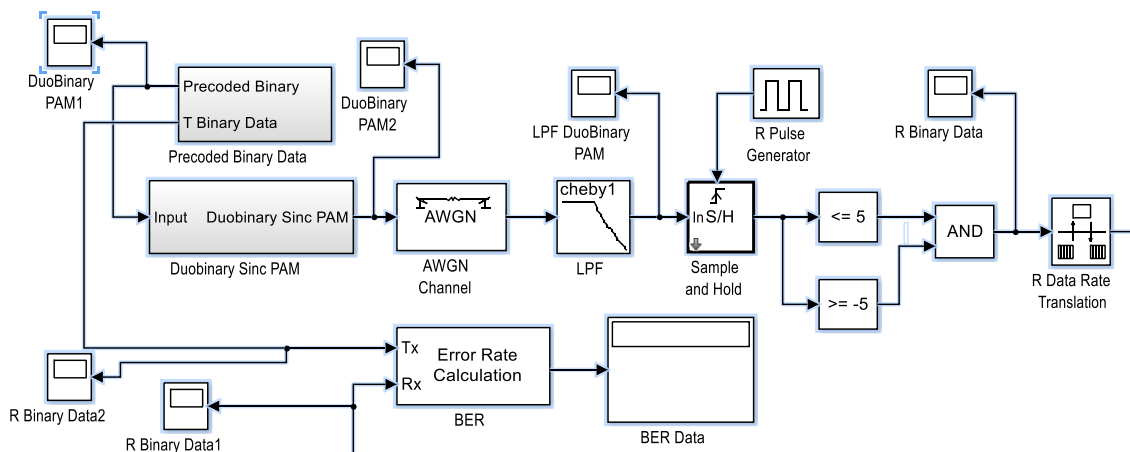 DuoBinary
PAM1
Precoded Binary
T Binary Data
Precoded Binary Data
DuoBinary
PAM2
LPF DuoBinary
PAM
R Pulse
Generator
R Binary Data
Input
Duobinary Sinc PAM
Duobinary Sinc PAM
AWGN
AWGN
Channel
cheby1
LPF
In
S/H
Sample
and Hold
<= 5
>= -5
AND
R Data Rate
Translation
R Binary Data2
R Binary Data1
Tx
Rx
Error Rate
Calculation
BER
BER Data